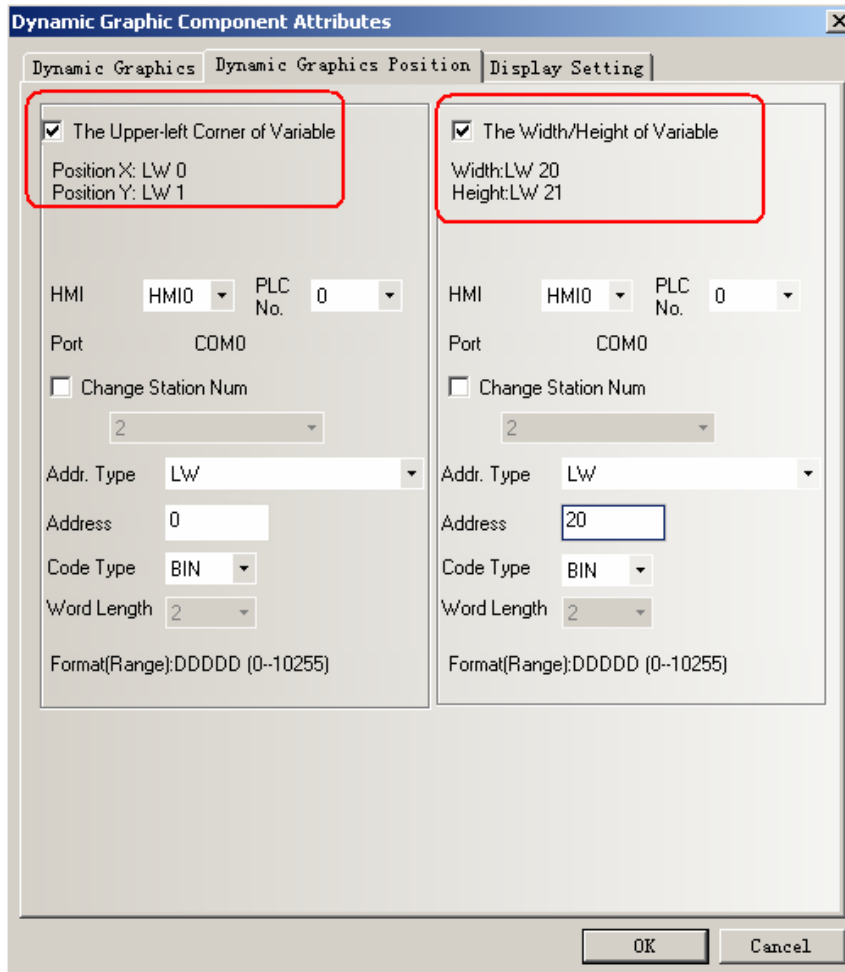 Dynamic Graphic Component Attributes
Dynamic Graphics
Dynamic Graphics Position
Display Setting
The Upper-left Corner of Variable
Position X: LW 0
Position Y: LW 1
HMI
HMI0
PLC No.
0
Port
COM0
Change Station Num
2
Addr. Type
LW
Address
0
Code Type
BIN
Word Length
2
Format(Range):DDDDD (0--10255)
The Width/Height of Variable
Width:LW 20
Height:LW 21
HMI
HMI0
PLC No.
0
Port
COM0
Change Station Num
2
Addr. Type
LW
Address
20
Code Type
BIN
Word Length
2
Format(Range):DDDDD (0--10255)
OK
Cancel